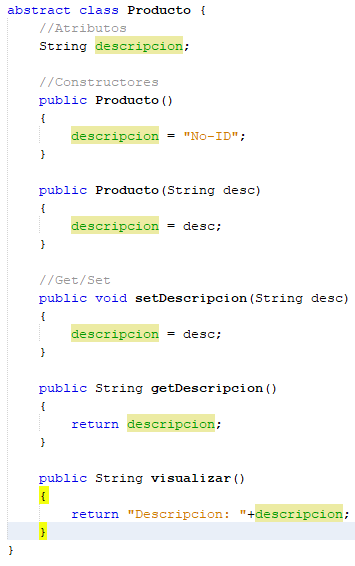 abstract class Producto {
//Atributos
String descripcion;
//Constructores
public Producto()
{
descripcion = "No-ID";
}
public Producto(String desc)
{
descripcion = desc;
}
//Get/Set
public void setDescripcion(String desc)
{
descripcion = desc;
}
public String getDescripcion()
{
return descripcion;
}
public String visualizar()
{
return "Descripcion: "+descripcion;
}
}